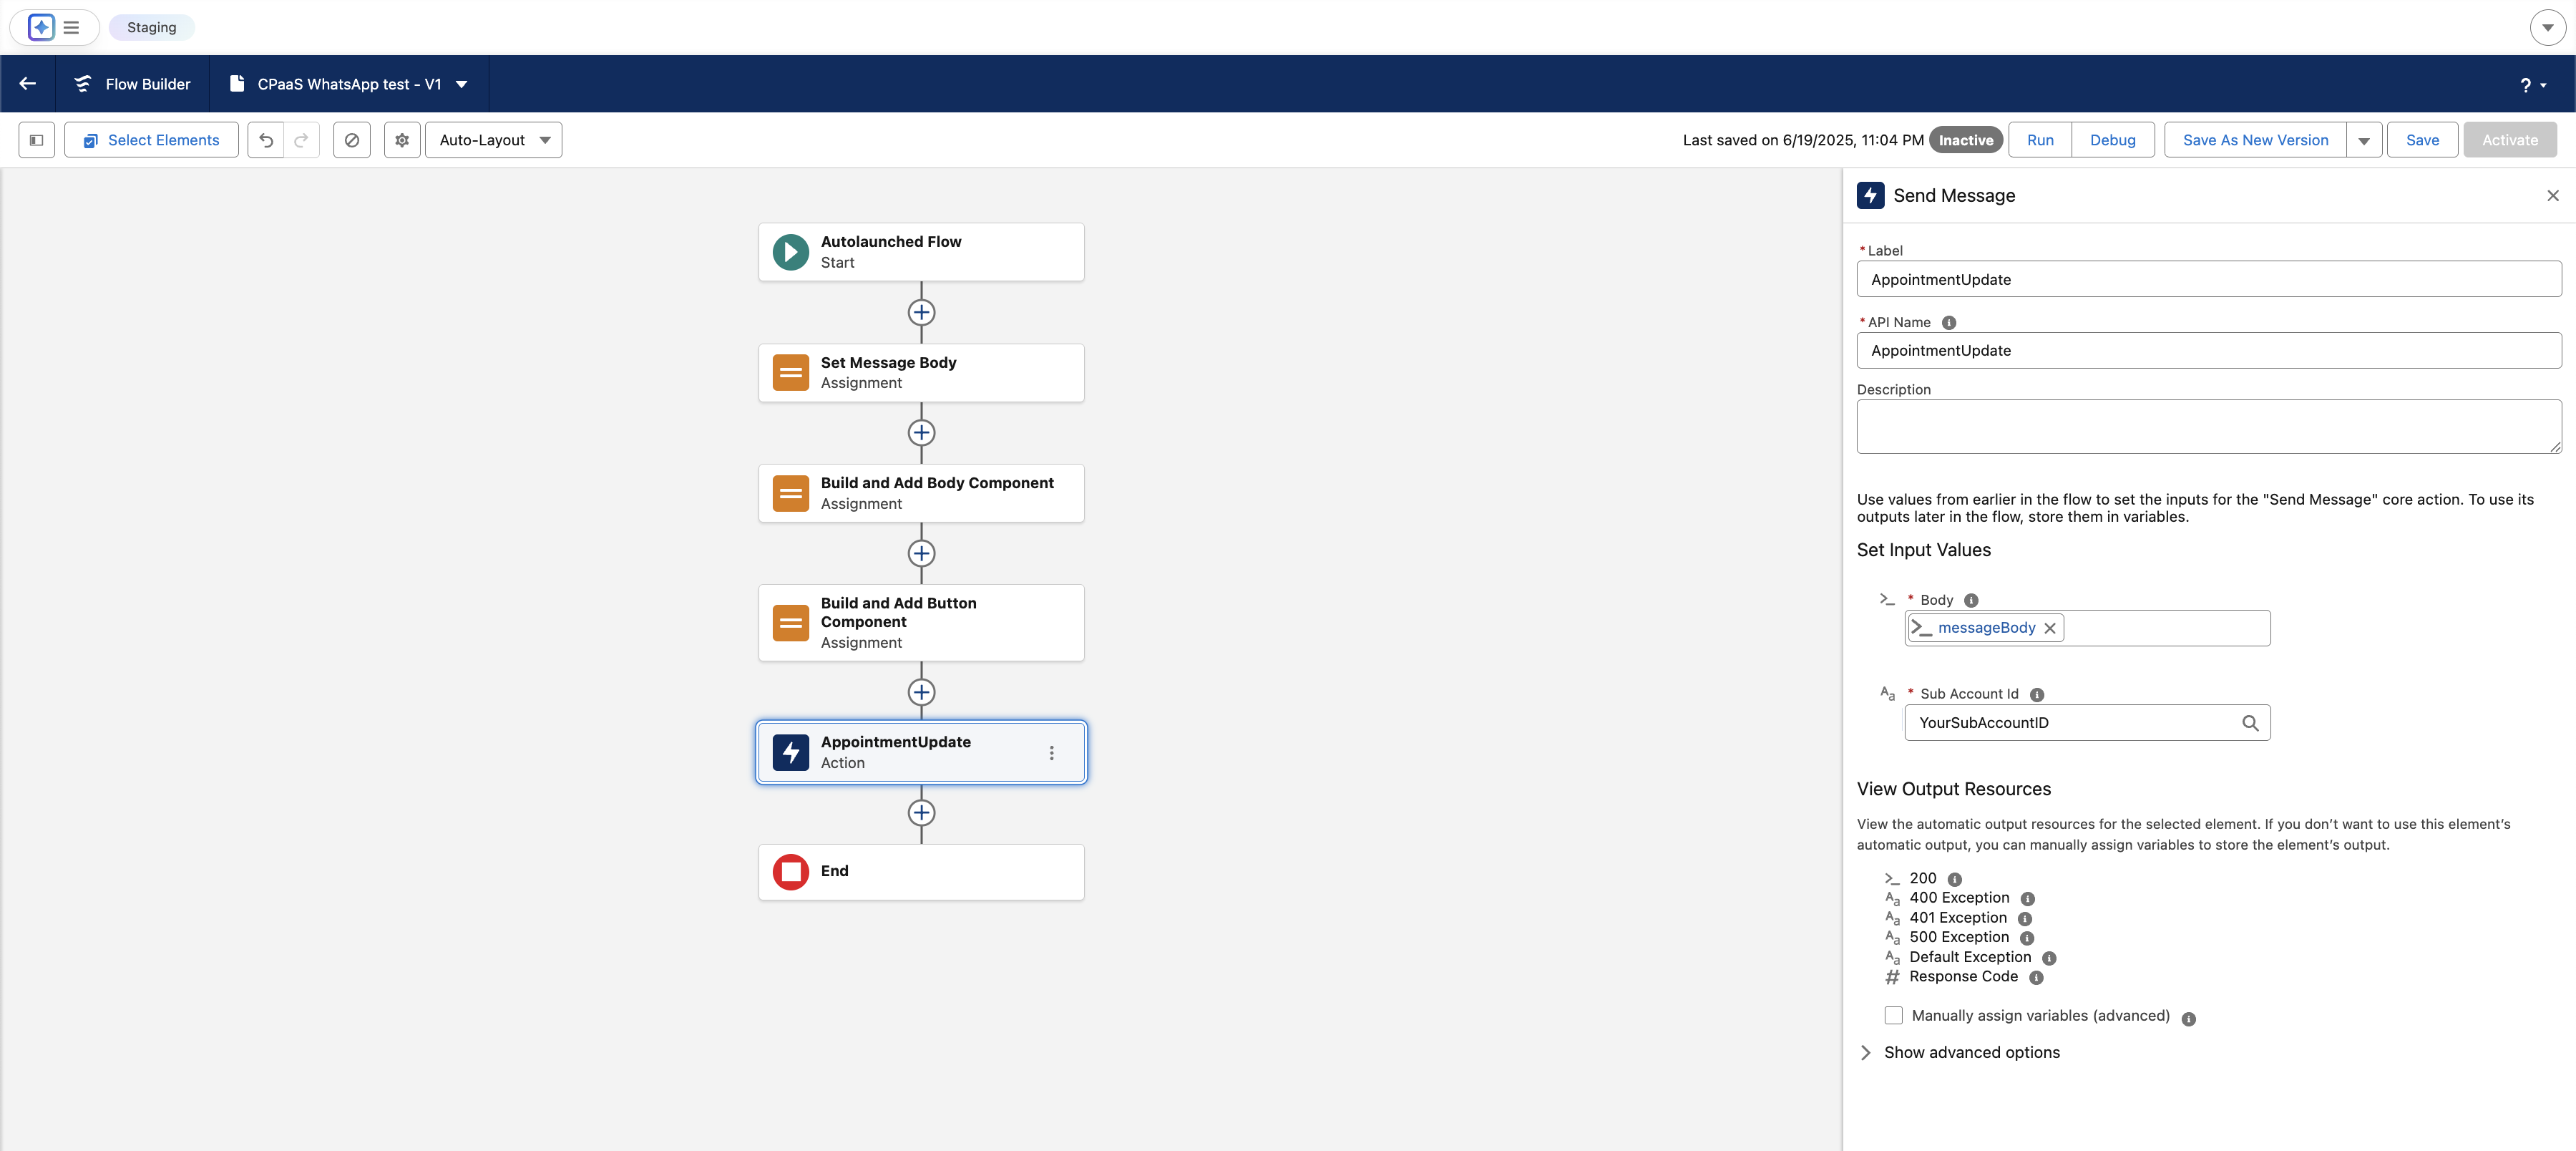 Staging
Flow Builder
CPaaS WhatsApp test - V1
?
Select Elements
Auto-Layout
Last saved on 6/19/2025, 11:04 PM
Inactive
Run
Debug
Save As New Version
Save
Activate
Autolaunched Flow
Start
Set Message Body
Assignment
Build and Add Body Component
Assignment
Build and Add Button
Component
Assignment
AppointmentUpdate
Action
End
Send Message
* Label
AppointmentUpdate
* API Name
AppointmentUpdate
Description
Use values from earlier in the flow to set the inputs for the "Send Message" core action. To use its
outputs later in the flow, store them in variables.
Set Input Values
* Body
messageBody
Aa * Sub Account Id
YourSubAccountID
View Output Resources
View the automatic output resources for the selected element. If you don’t want to use this element’s
automatic output, you can manually assign variables to store the element’s output.
200
Aa 400 Exception
Aa 401 Exception
Aa 500 Exception
Aa Default Exception
# Response Code
Manually assign variables (advanced)
Show advanced options